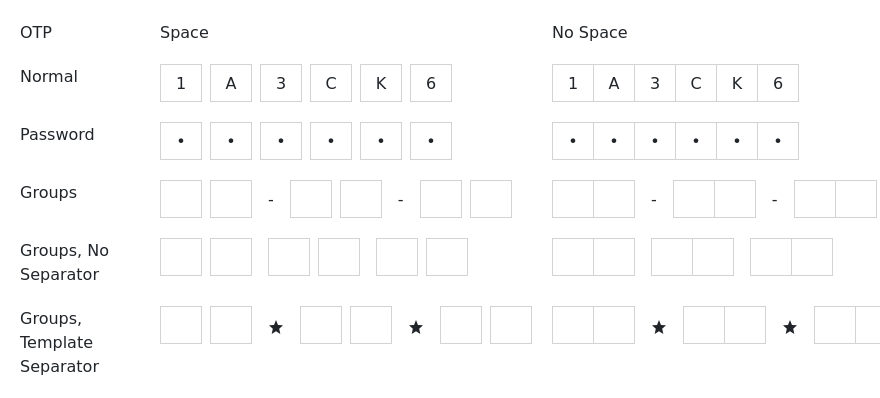 OTP Space No Space
Normal 1 A 3 C K 6 1 A 3 C K 6
Password • • • • • • • • • • • •
Groups - - - -
Groups, No
Separator
Groups, ★ ★ ★ ★
Template
Separator